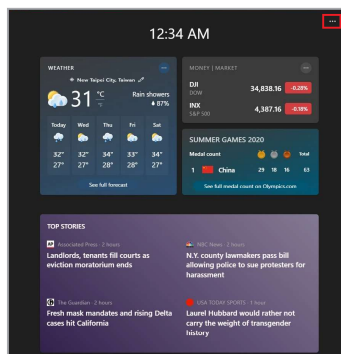 12:34 AM
WEATHER
New Taipei City, Taiwan
31 °C
°F
Rain showers
87%
Today Wed Thu Fri Sat
32° 32° 34° 33° 34°
27° 27° 28° 28° 27°
See full forecast
MONEY | MARKET
DJI
DOW
34,838.16 -0.28%
INX
S&P 500
4,387.16 -0.18%
SUMMER GAMES 2020
Medal count Total
1 China 29 18 16 63
See full medal count on Olympics.com
TOP STORIES
AP Associated Press · 2 hours
Landlords, tenants fill courts as
eviction moratorium ends
NBC News · 2 hours
N.Y. county lawmakers pass bill
allowing police to sue protesters for
harassment
The Guardian · 2 hours
Fresh mask mandates and rising Delta
cases hit California
USA TODAY SPORTS · 1 hour
Laurel Hubbard would rather not
carry the weight of transgender
history